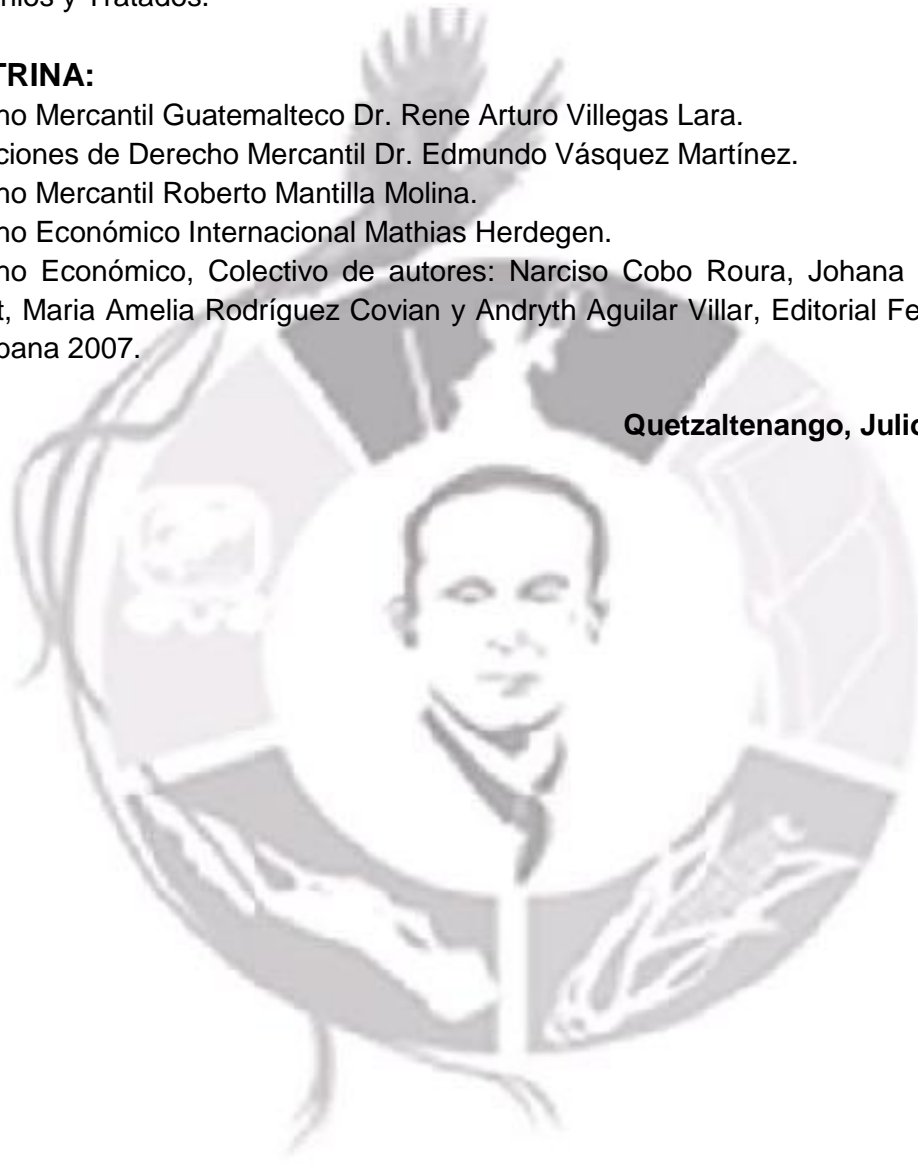 nios y Tratados.
TRINA:
no Mercantil Guatemalteco Dr. Rene Arturo Villegas Lara.
ciones de Derecho Mercantil Dr. Edmundo Vásquez Martínez.
no Mercantil Roberto Mantilla Molina.
no Económico Internacional Mathias Herdegen.
no Económico, Colectivo de autores: Narciso Cobo Roura, Johana
t, Maria Amelia Rodríguez Covian y Andryth Aguilar Villar, Editorial Fe
bana 2007.
Quetzaltenango, Julio